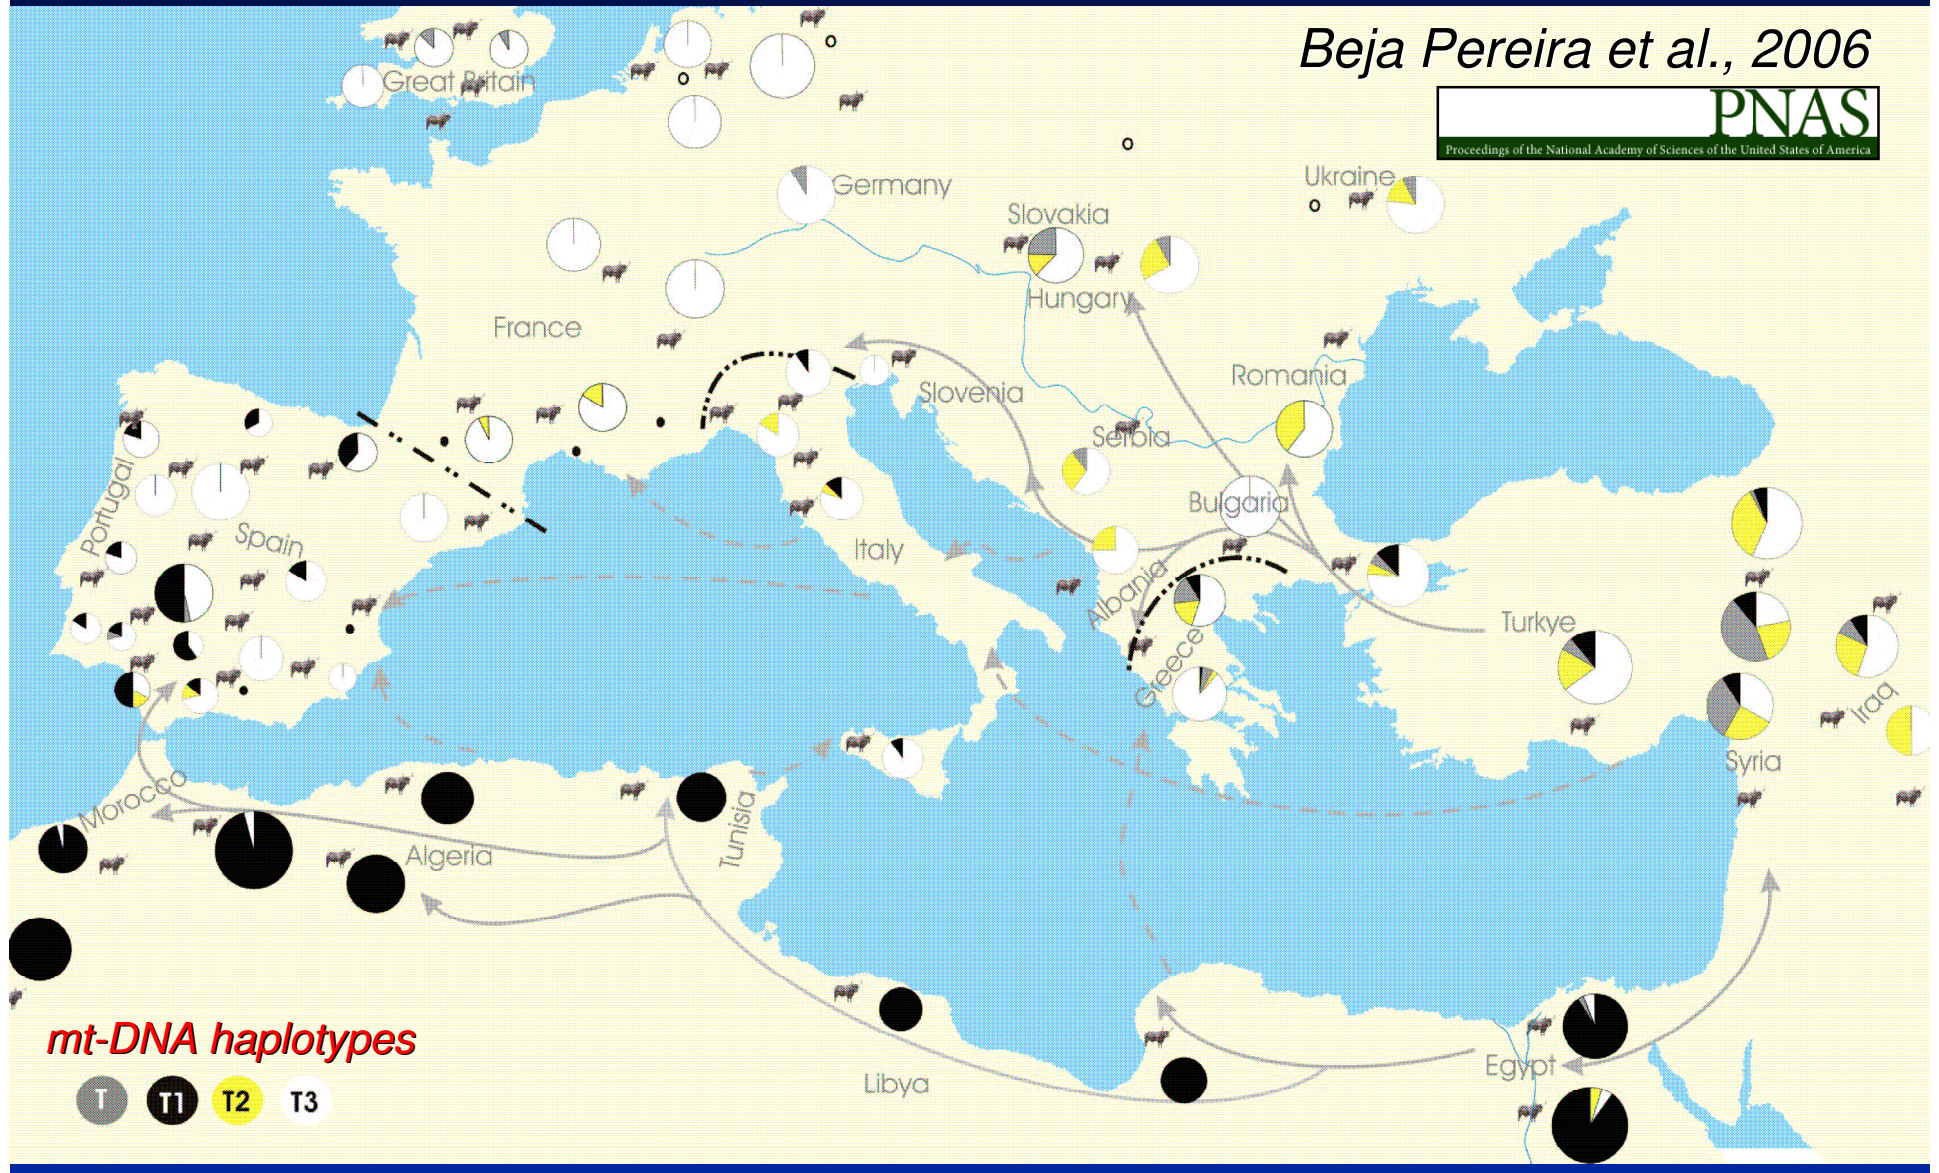 Beja Pereira et al., 2006
PNAS
Proceedings of the National Academy of Sciences of the United States of America
Great Britain
Germany
Ukraine
Slovakia
Hungary
France
Romania
Slovenia
Serbia
Portugal
Spain
Bulgaria
Italy
Albania
Greece
Turkye
Iraq
Syria
Morocco
Algeria
Tunisia
Libya
Egypt
mt-DNA haplotypes
T T1 T2 T3